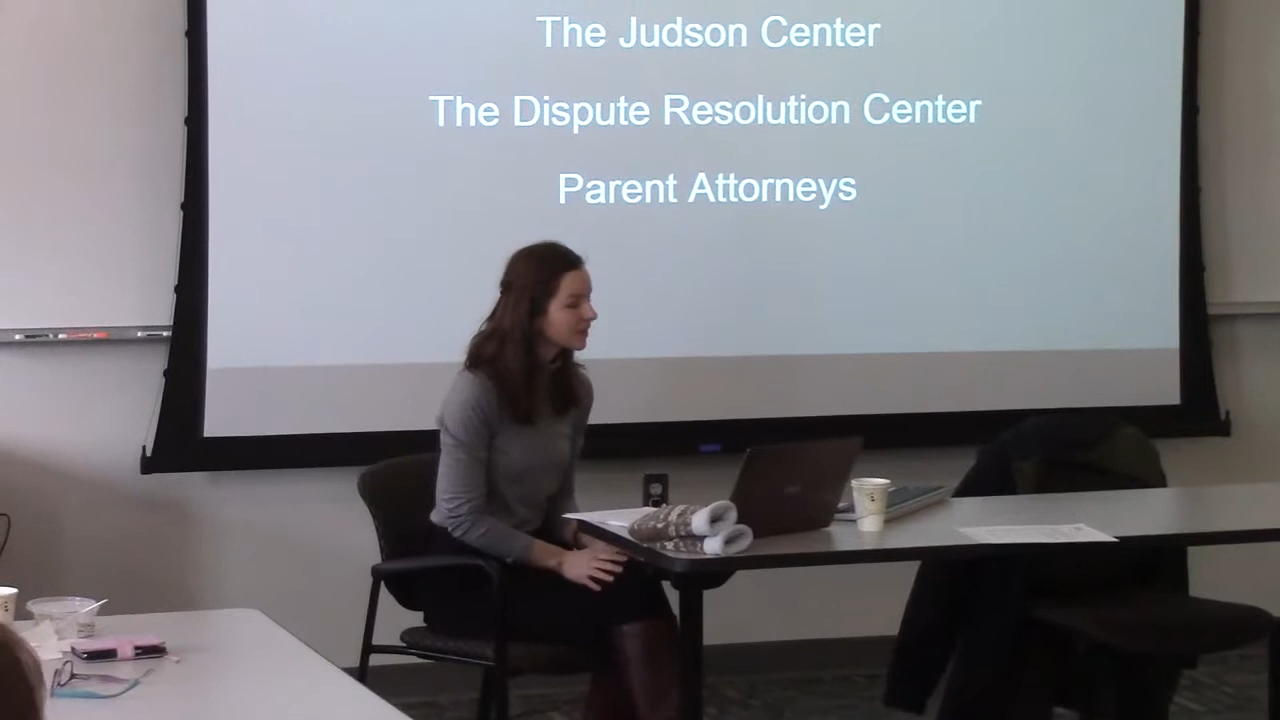 The Judson Center
The Dispute Resolution Center
Parent Attorneys